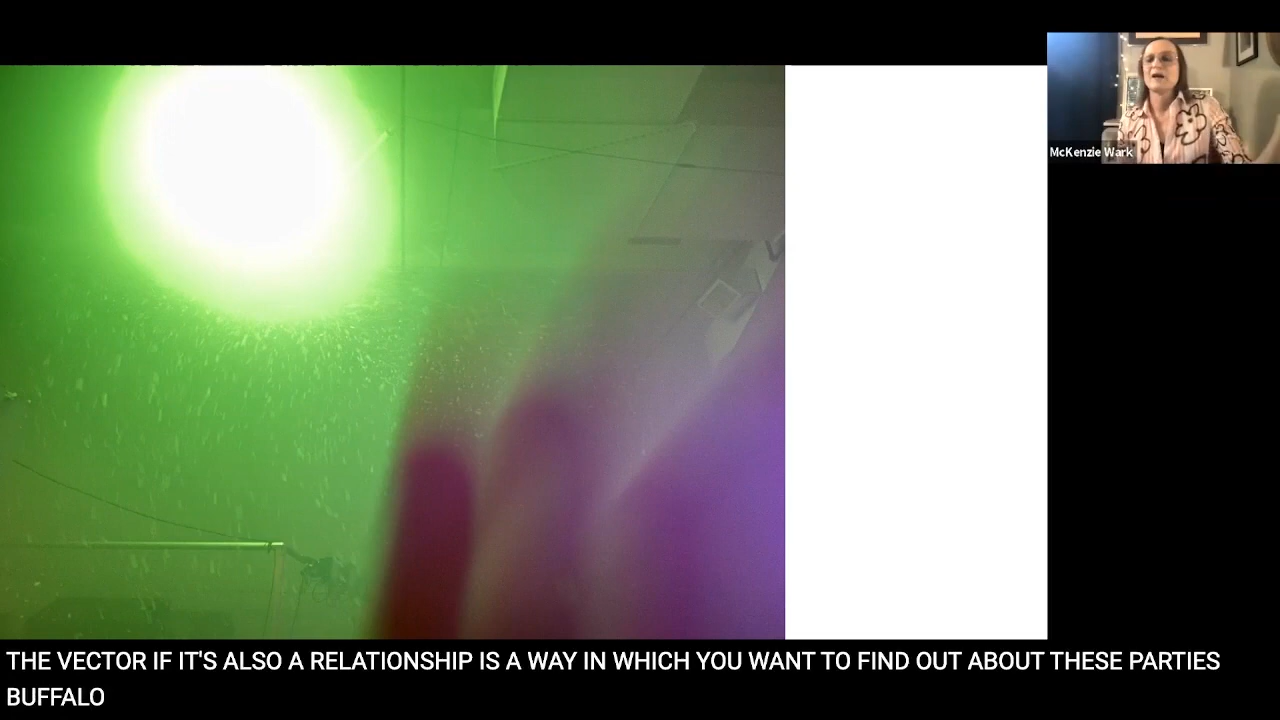 McKenzie Wark
THE VECTOR IF IT'S ALSO A RELATIONSHIP IS A WAY IN WHICH YOU WANT TO FIND OUT ABOUT THESE PARTIES
BUFFALO